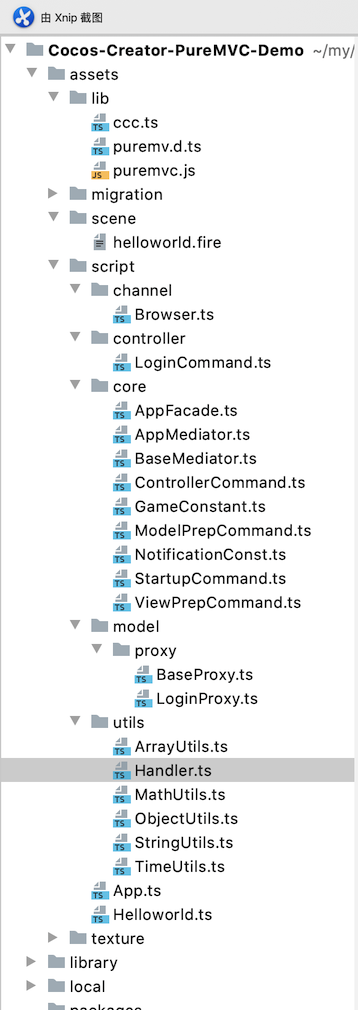 由 Xnip 截图
Cocos-Creator-PureMVC-Demo ~/my/
assets
lib
ccc.ts
puremv.d.ts
puremvc.js
migration
scene
helloworld.fire
script
channel
Browser.ts
controller
LoginCommand.ts
core
AppFacade.ts
AppMediator.ts
BaseMediator.ts
ControllerCommand.ts
GameConstant.ts
ModelPrepCommand.ts
NotificationConst.ts
StartupCommand.ts
ViewPrepCommand.ts
model
proxy
BaseProxy.ts
LoginProxy.ts
utils
ArrayUtils.ts
Handler.ts
MathUtils.ts
ObjectUtils.ts
StringUtils.ts
TimeUtils.ts
App.ts
Helloworld.ts
texture
library
local
packages